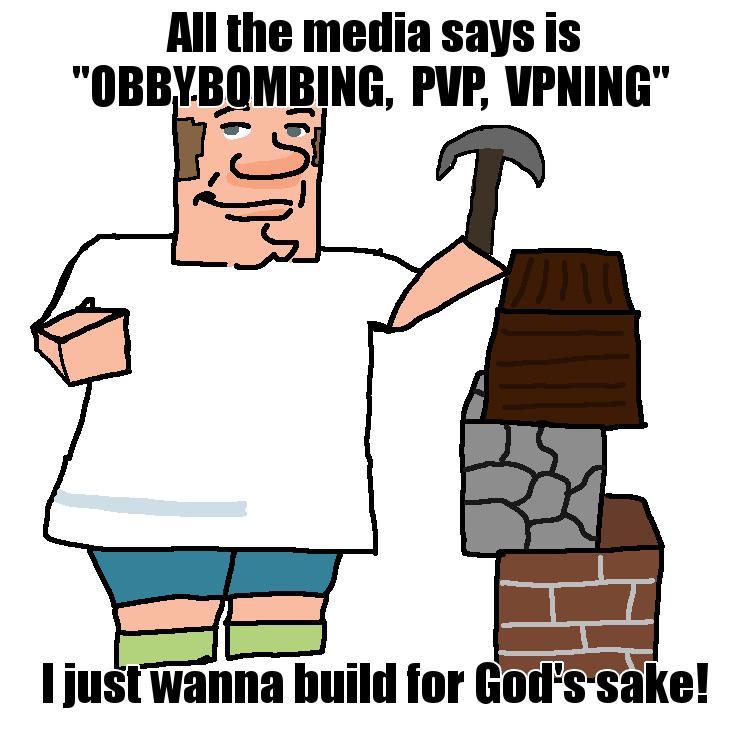 All the media says is
"OBBYBOMBING, PVP, VPNING"
I just wanna build for God's sake!